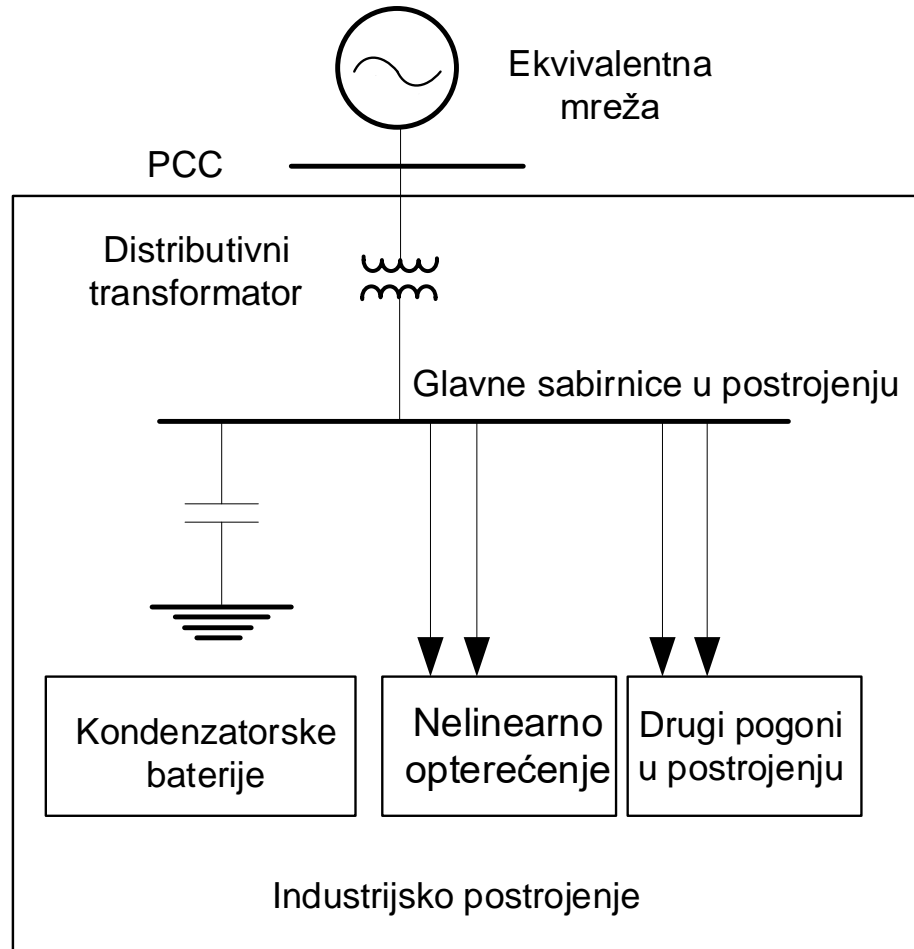 Ekvivalentna
mreža
PCC
Distributivni
transformator
Glavne sabirnice u postrojenju
Kondenzatorske
baterije
Nelinearno
opterećenje
Drugi pogoni
u postrojenju
Industrijsko postrojenje